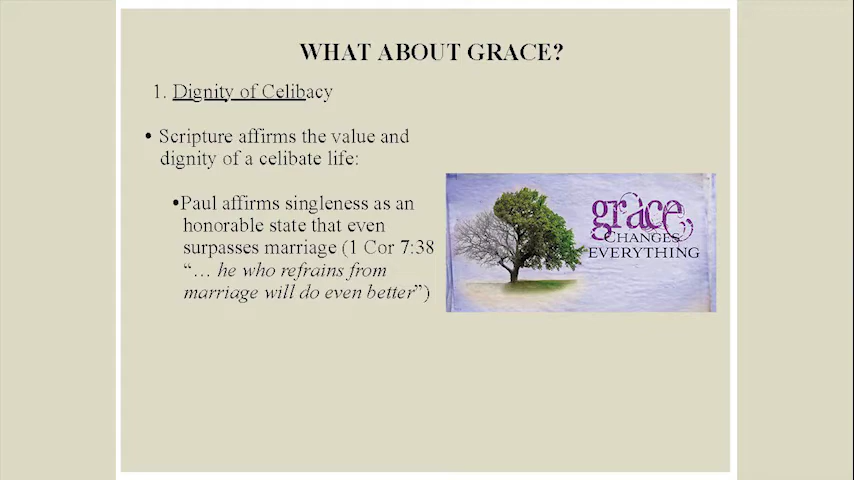 WHAT ABOUT GRACE?
1. Dignity of Celibacy
• Scripture affirms the value and
dignity of a celibate life:
•Paul affirms singleness as an
honorable state that even
surpasses marriage (1 Cor 7:38
“… he who refrains from
marriage will do even better”)
grace
CHANGES
EVERYTHING